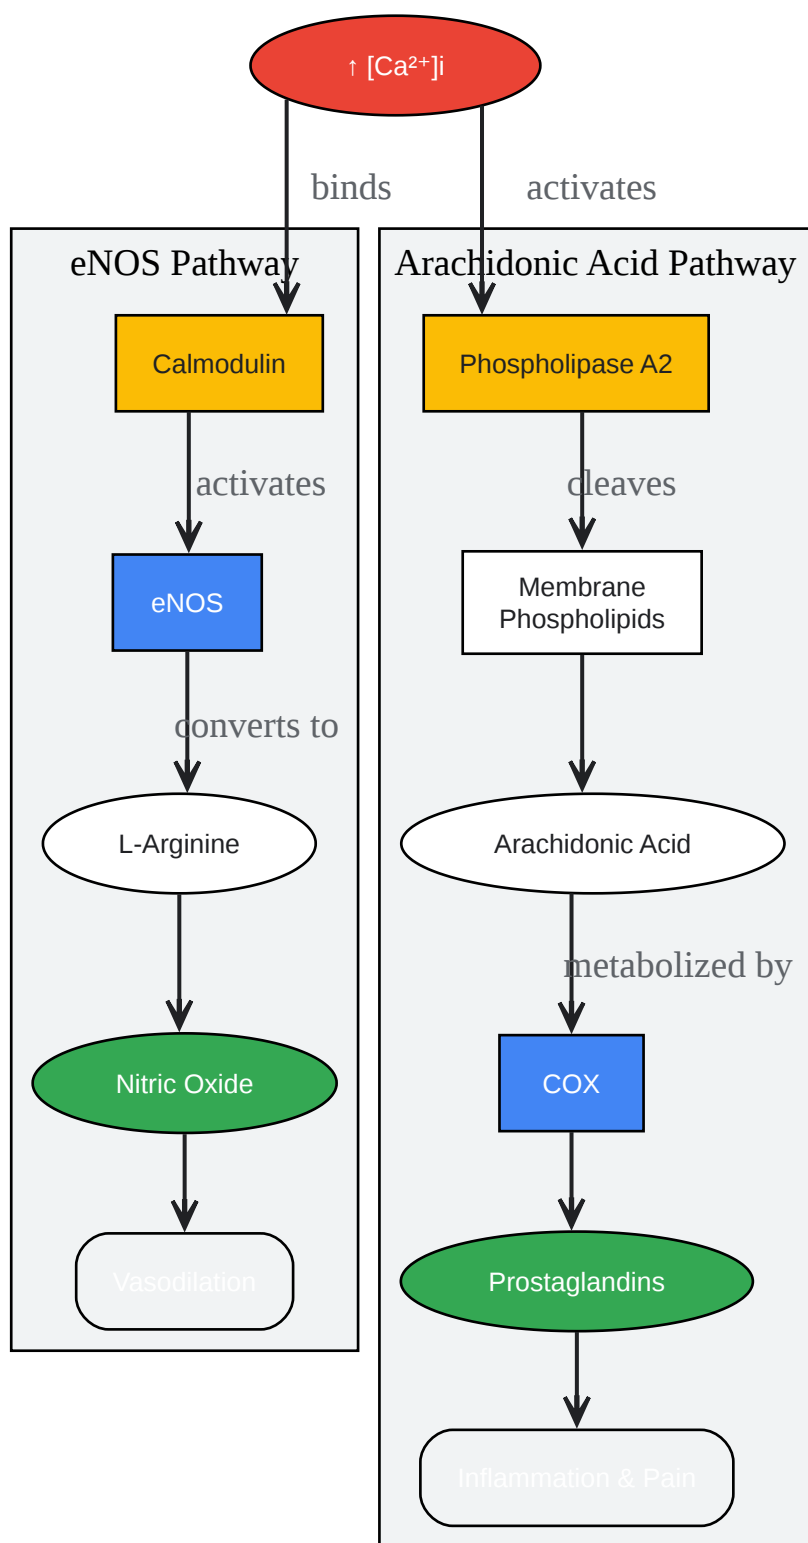 ↑ [Ca²⁺]i
binds
activates
eNOS Pathway
Arachidonic Acid Pathway
Calmodulin
Phospholipase A2
activates
cleaves
eNOS
Membrane
Phospholipids
converts to
L-Arginine
Arachidonic Acid
metabolized by
Nitric Oxide
COX
Vasodilation
Prostaglandins
Inflammation & Pain